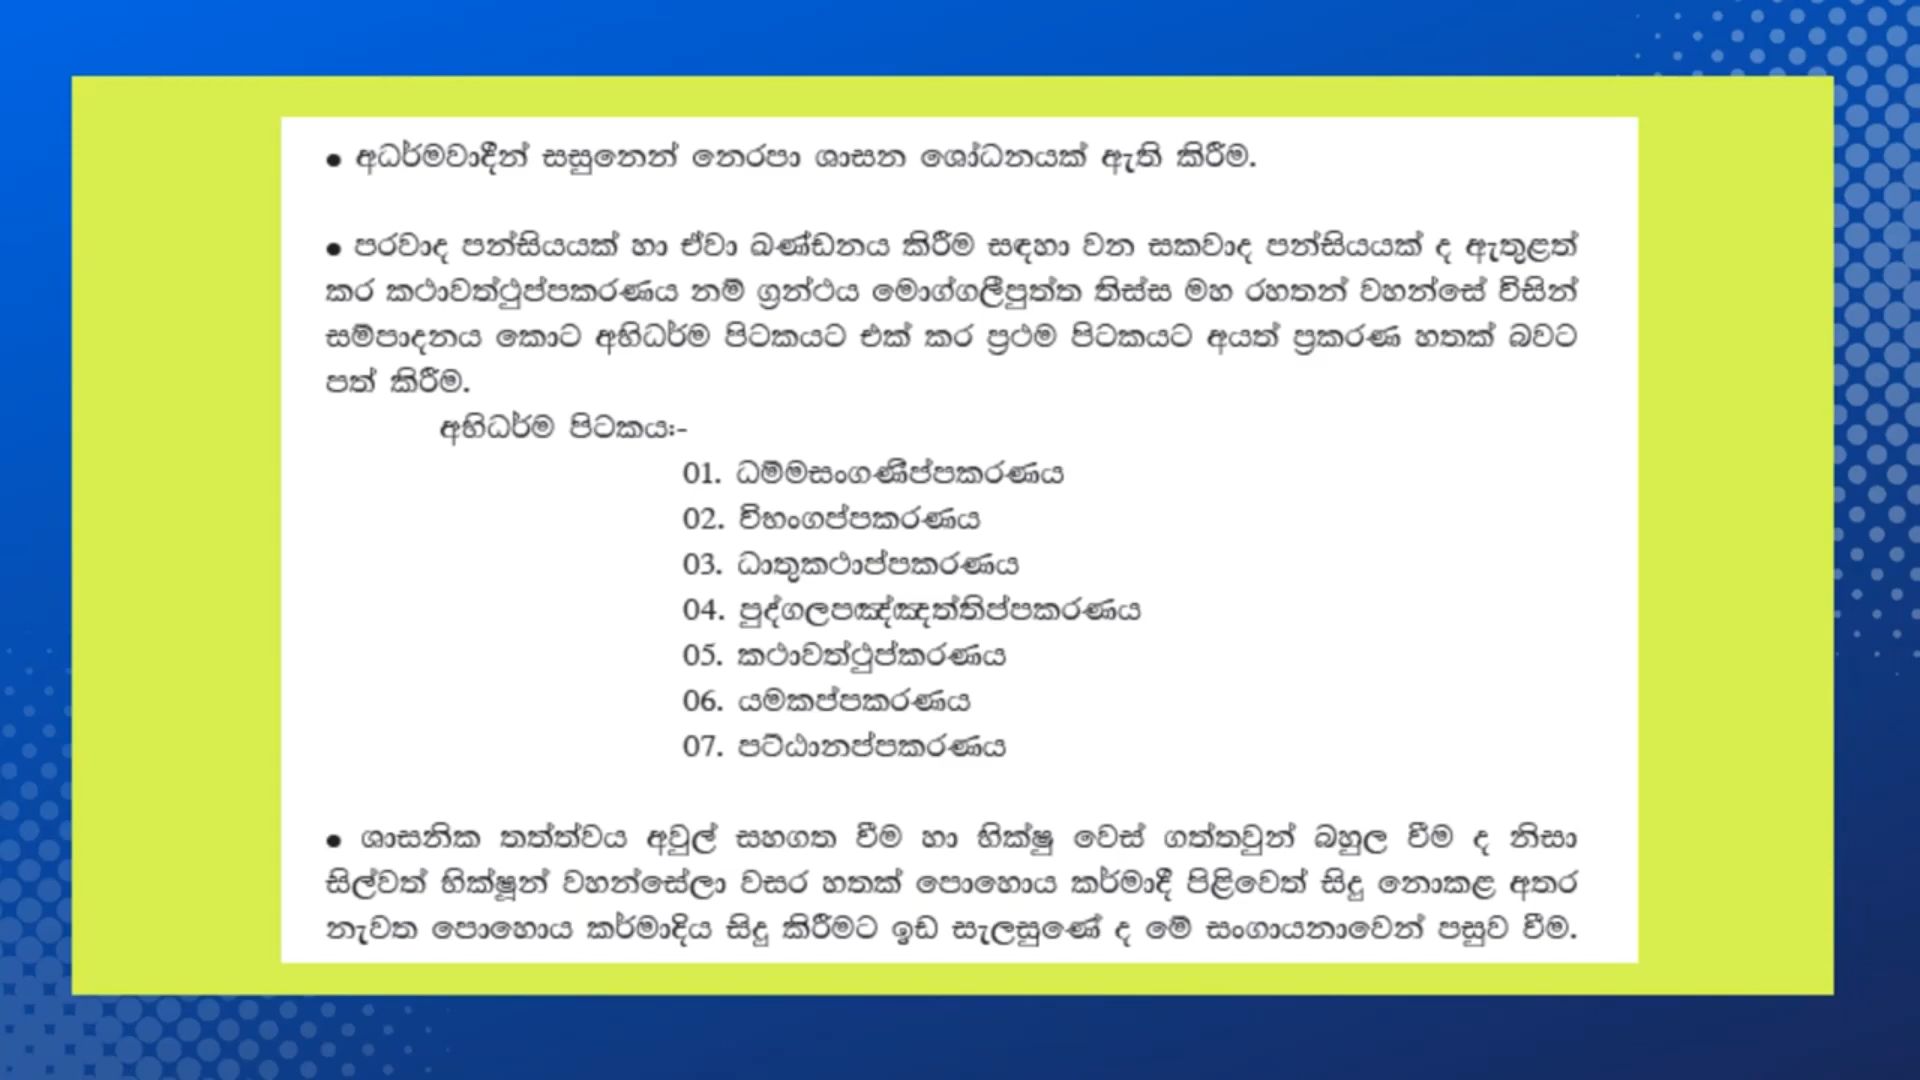 • අධර්මවාදීන් සසුනෙන් නෙරපා ශාසන ශෝධනයක් ඇති කිරීම.
• පරවාද පන්සියයක් හා ඒවා ඛණ්ඩනය කිරීම සඳහා වන සකවාද පන්සියයක් ද ඇතුළත්
කර කථාවත්ථුප්පකරණය නම් ග්‍රන්ථය මොග්ගලීපුත්ත තිස්ස මහ රහතන් වහන්සේ විසින්
සම්පාදනය කොට අභිධර්ම පිටකයට එක් කර ප්‍රථම පිටකයට අයත් ප්‍රකරණ හතක් බවට
පත් කිරීම.
අභිධර්ම පිටකය:-
01. ධම්මසංගණීප්පකරණය
02. විභංගප්පකරණය
03. ධාතුකථාප්පකරණය
04. පුද්ගලපඤ්ඤත්තිප්පකරණය
05. කථාවත්ථුප්කරණය
06. යමකප්පකරණය
07. පට්ඨානප්පකරණය
• ශාසනික තත්ත්වය අවුල් සහගත වීම හා භික්ෂු වෙස් ගත්තවුන් බහුල වීම ද නිසා
සිල්වත් භික්ෂූන් වහන්සේලා වසර හතක් පොහොය කර්මාදී පිළිවෙත් සිදු නොකළ අතර
නැවත පොහොය කර්මාදිය සිදු කිරීමට ඉඩ සැලසුණේ ද මේ සංගායනාවෙන් පසුව වීම.